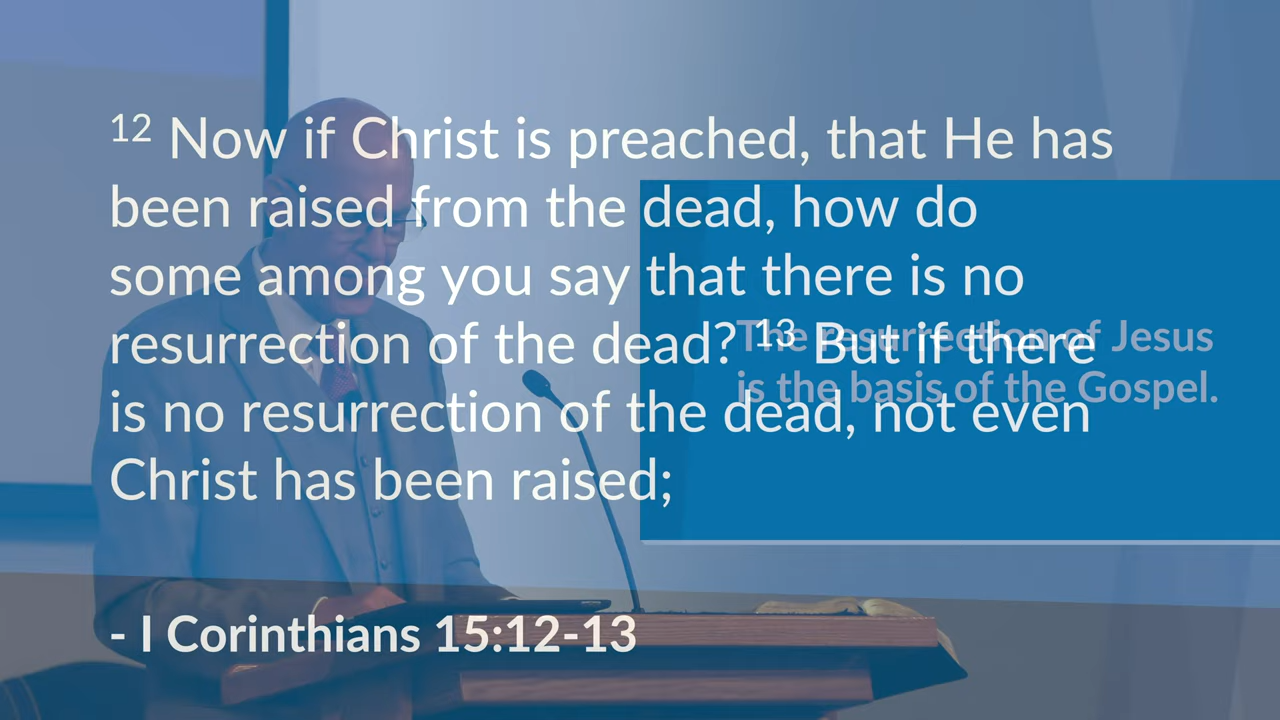 12 Now if Christ is preached, that He has
been raised from the dead, how do
some among you say that there is no
resurrection of the dead? 13 But if there
is no resurrection of the dead, not even
Christ has been raised;
- I Corinthians 15:12-13
The resurrection of Jesus
is the basis of the Gospel.